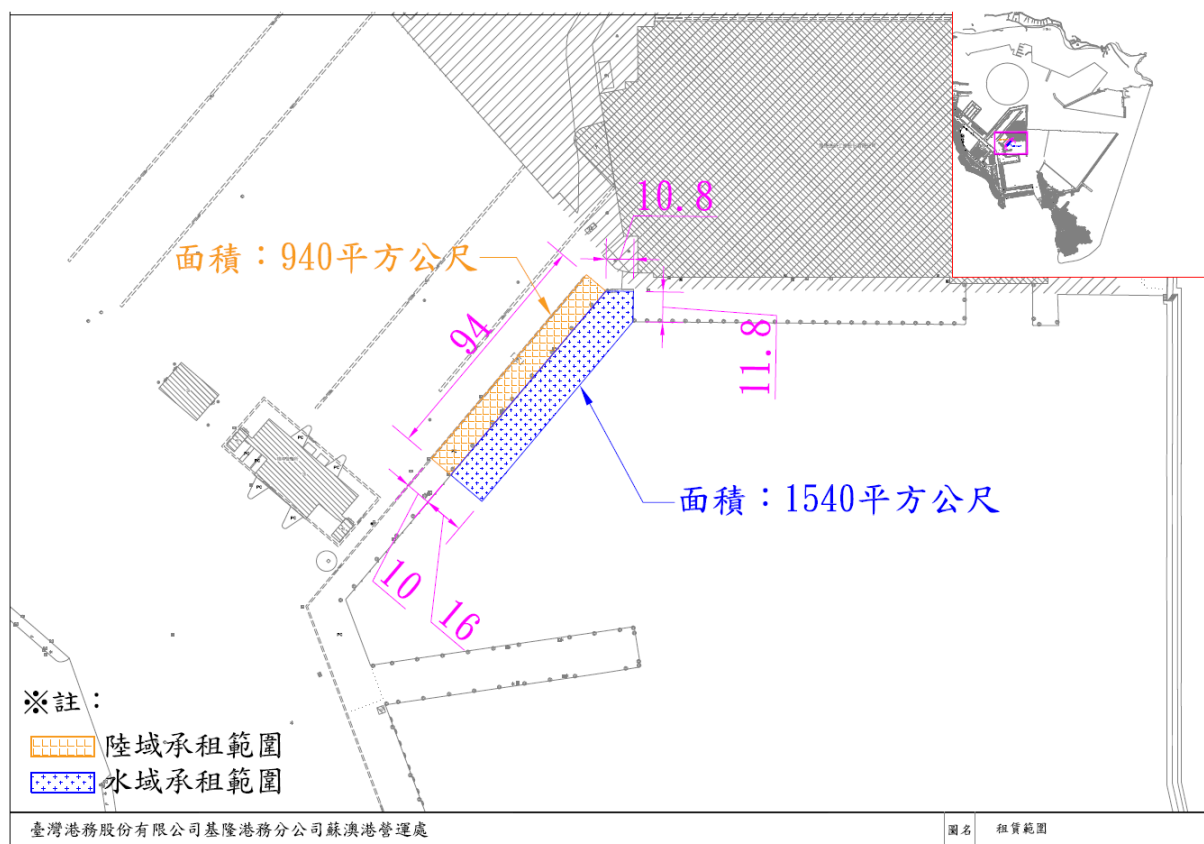 10.8
面積：940平方公尺
94
11.8
面積：1540平方公尺
10
16
※註：
陸域承租範圍
水域承租範圍
臺灣港務股份有限公司基隆港務分公司蘇澳港營運處
圖名 租賃範圍